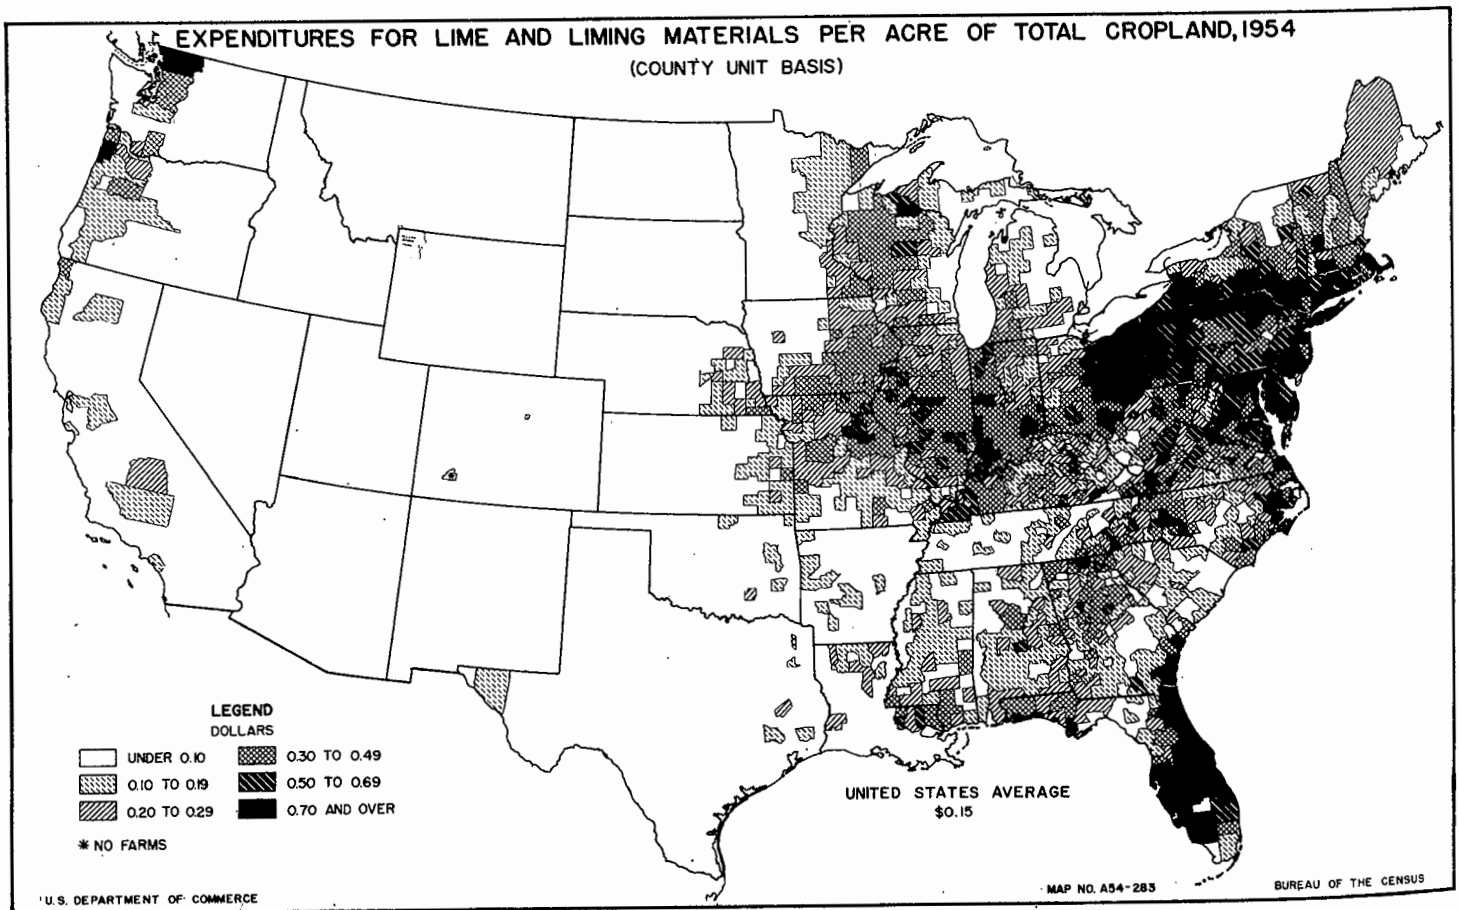 EXPENDITURES FOR LIME AND LIMING MATERIALS PER ACRE OF TOTAL CROPLAND, 1954
(COUNTY UNIT BASIS)
LEGEND
DOLLARS
UNDER 0.10
0.10 TO 0.19
0.20 TO 0.29
0.30 TO 0.49
0.50 TO 0.69
0.70 AND OVER
* NO FARMS
UNITED STATES AVERAGE
$0.15
U.S. DEPARTMENT OF COMMERCE
MAP NO. A54-283
BUREAU OF THE CENSUS